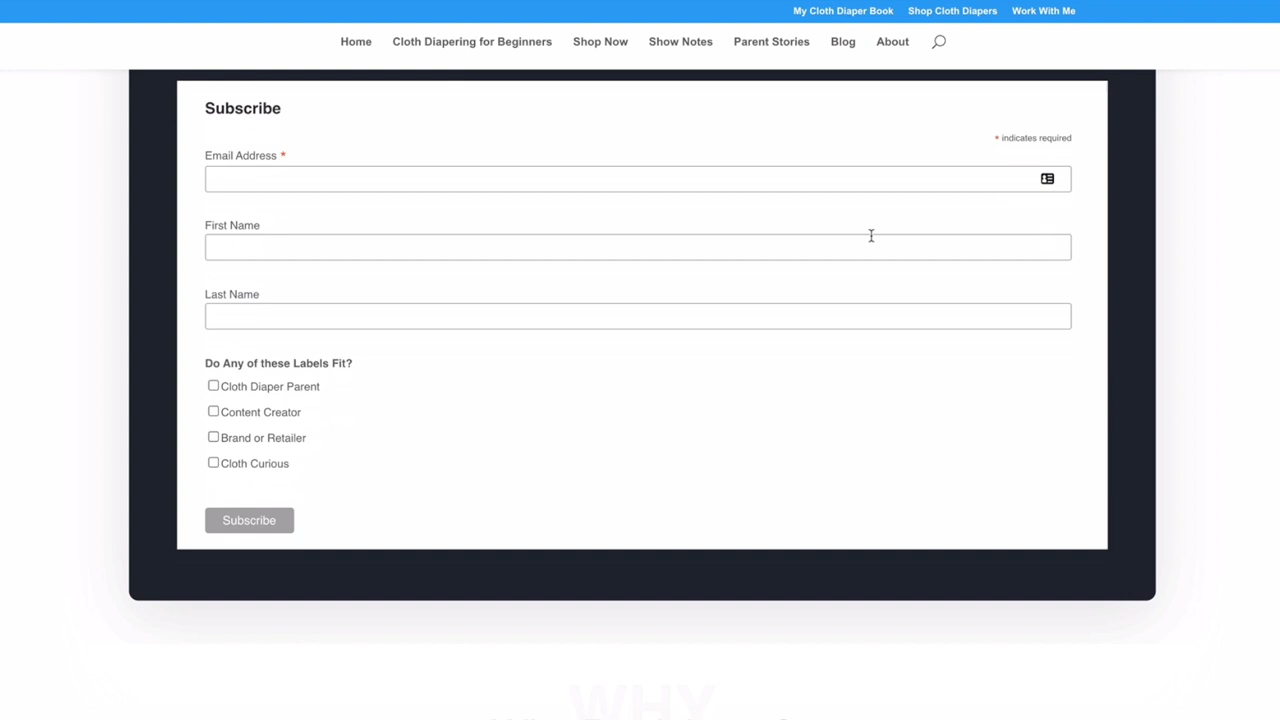 My Cloth Diaper Book Shop Cloth Diapers Work With Me
Home Cloth Diapering for Beginners Shop Now Show Notes Parent Stories Blog About
Subscribe
* indicates required
Email Address *
First Name
Last Name
Do Any of these Labels Fit?
Cloth Diaper Parent
Content Creator
Brand or Retailer
Cloth Curious
Subscribe
WHY